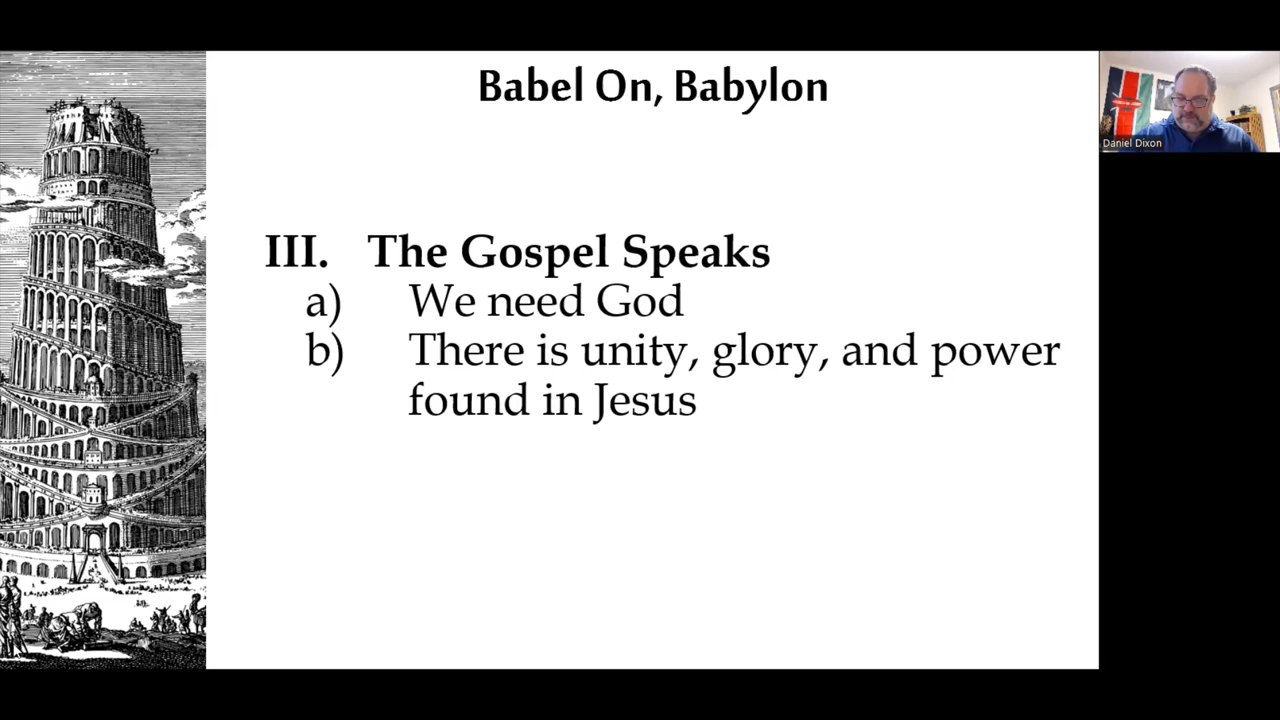 Babel On, Babylon
Daniel Dixon
III. The Gospel Speaks
a) We need God
b) There is unity, glory, and power
found in Jesus